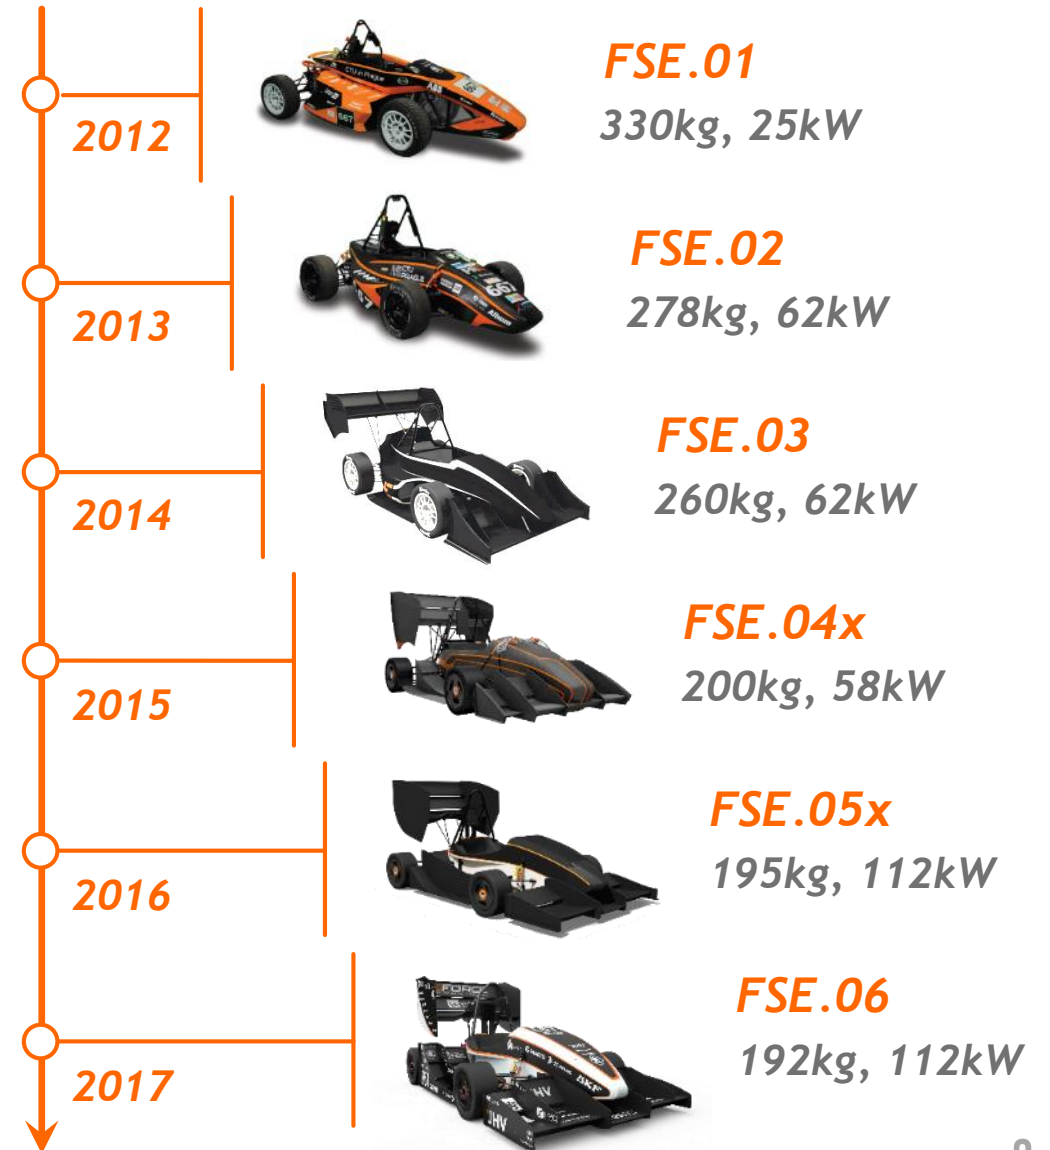 2012
FSE.01
330kg, 25kW
2013
FSE.02
278kg, 62kW
2014
FSE.03
260kg, 62kW
2015
FSE.04x
200kg, 58kW
2016
FSE.05x
195kg, 112kW
2017
FSE.06
192kg, 112kW